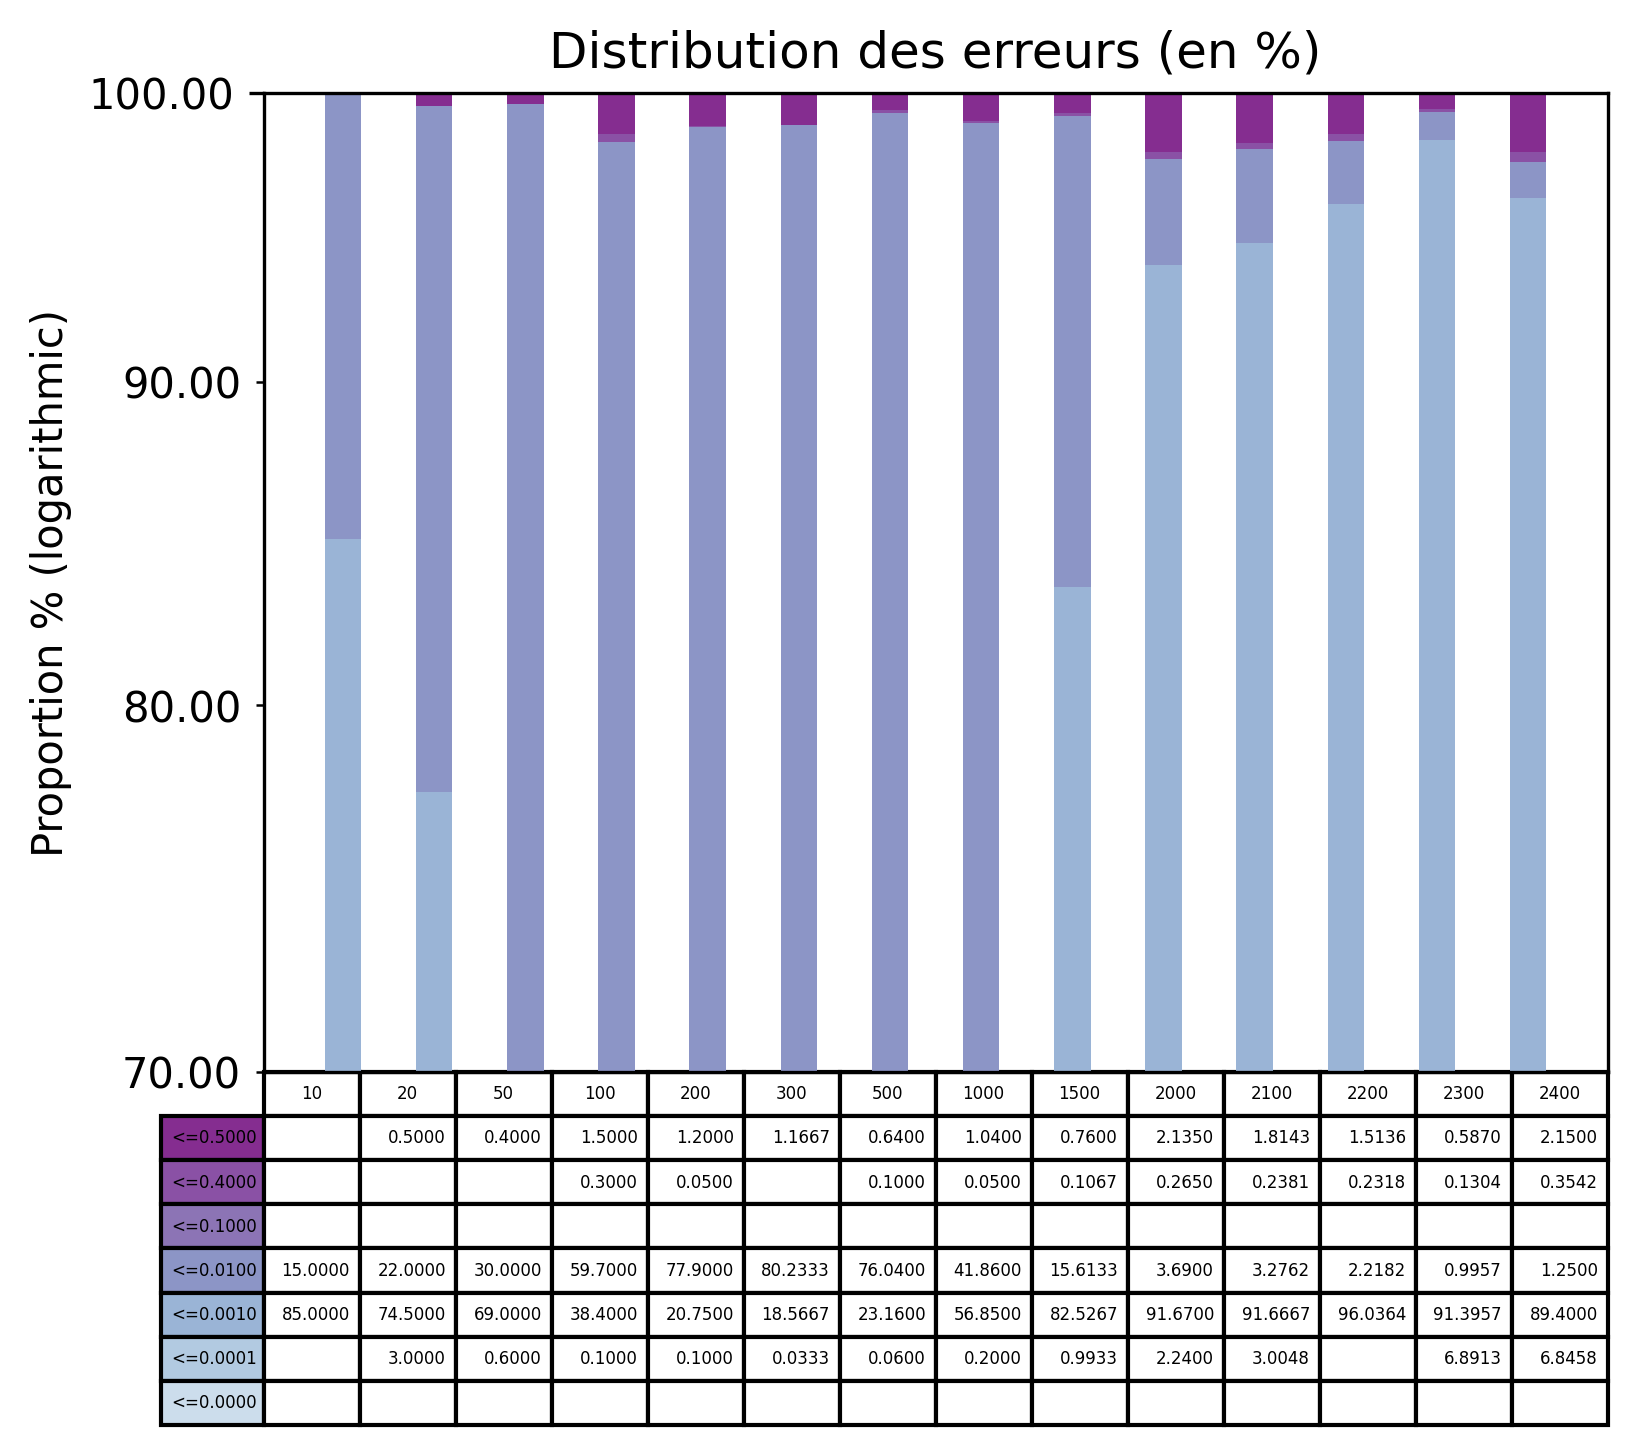 Distribution des erreurs (en %)
Proportion % (logarithmic)
100.00
90.00
80.00
70.00
10 20 50 100 200 300 500 1000 1500 2000 2100 2200 2300 2400
<=0.5000 0.5000 0.4000 1.5000 1.2000 1.1667 0.6400 1.0400 0.7600 2.1350 1.8143 1.5136 0.5870 2.1500
<=0.4000 0.3000 0.0500 0.1000 0.0500 0.1067 0.2650 0.2381 0.2318 0.1304 0.3542
<=0.1000
<=0.0100 15.0000 22.0000 30.0000 59.7000 77.9000 80.2333 76.0400 41.8600 15.6133 3.6900 3.2762 2.2182 0.9957 1.2500
<=0.0010 85.0000 74.5000 69.0000 38.4000 20.7500 18.5667 23.1600 56.8500 82.5267 91.6700 91.6667 96.0364 91.3957 89.4000
<=0.0001 3.0000 0.6000 0.1000 0.1000 0.0333 0.0600 0.2000 0.9933 2.2400 3.0048 6.8913 6.8458
<=0.0000